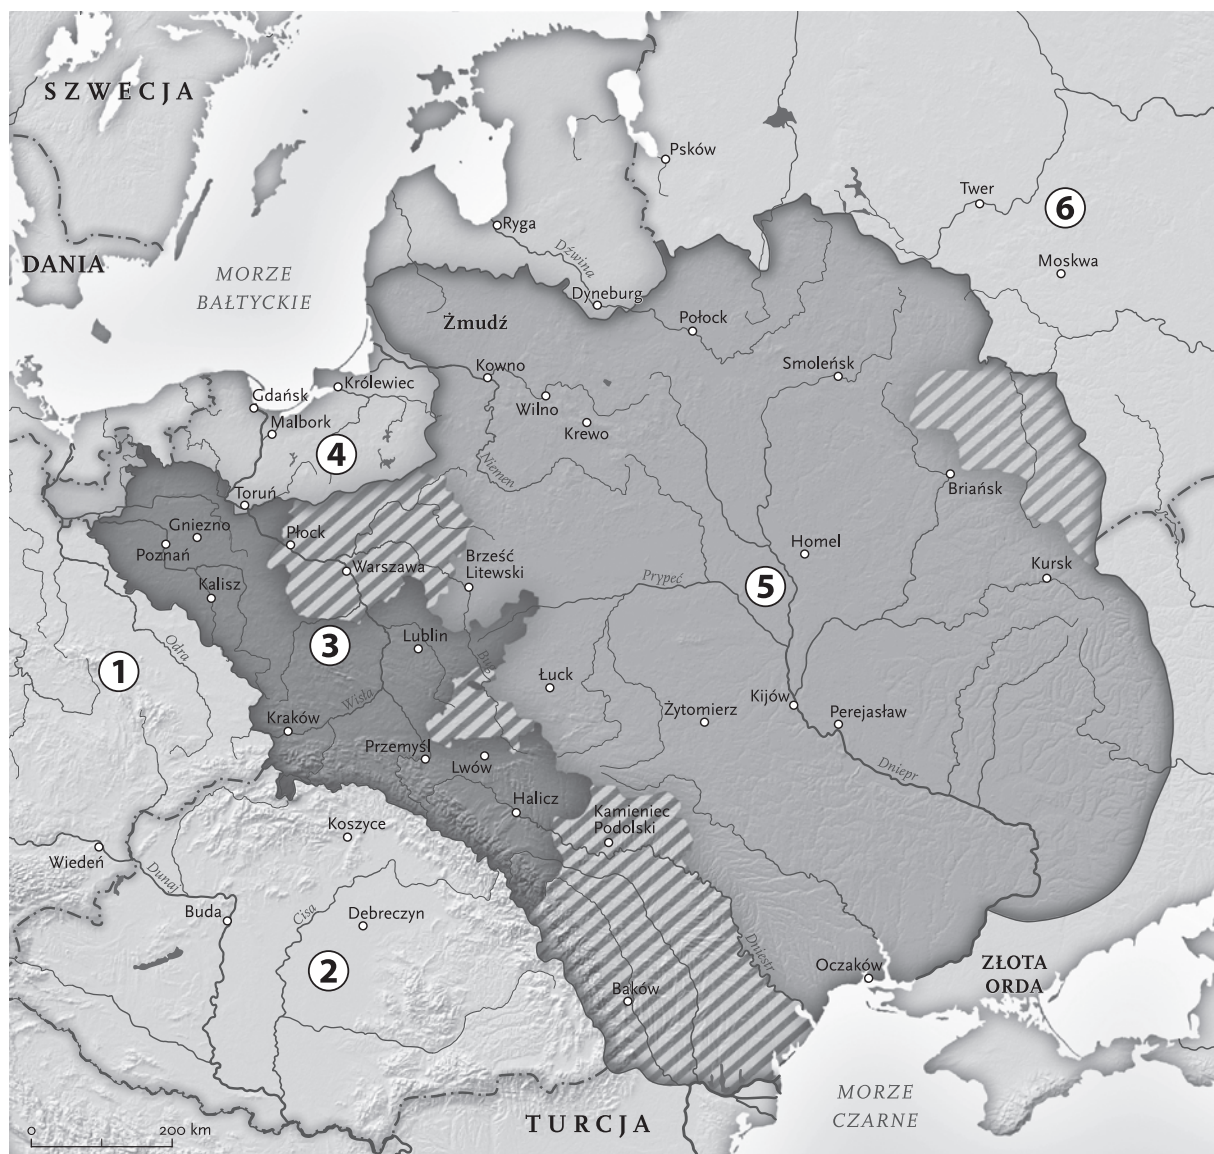 SZWECJA
Psków
Twer
6
Ryga
DANIA
MORZE
BAŁTYCKIE
Dźwina
Moskwa
Dyneburg
Żmudź
Połock
Kowno
Smoleńsk
Królewiec
Gdańsk
Wilno
Malbork
Krewo
4
Niemen
Briańsk
Toruń
Gniezno
Płock
Poznań
Homel
Warszawa
Brześć
Litewski
Kursk
Kalisz
Prypeć
5
Odra
3
Lublin
1
Bug
Łuck
Wisła
Kijów
Żytomierz
Perejasław
Kraków
Przemyśl
Lwów
Dniepr
Halicz
Kamieniec
Podolski
Koszyce
Wiedeń
Dunaj
Buda
Cisa
Debreczyn
Dniestr
2
Oczaków
ZŁOTA
ORDA
Baków
MORZE
CZARNE
TURCJA
0
200 km